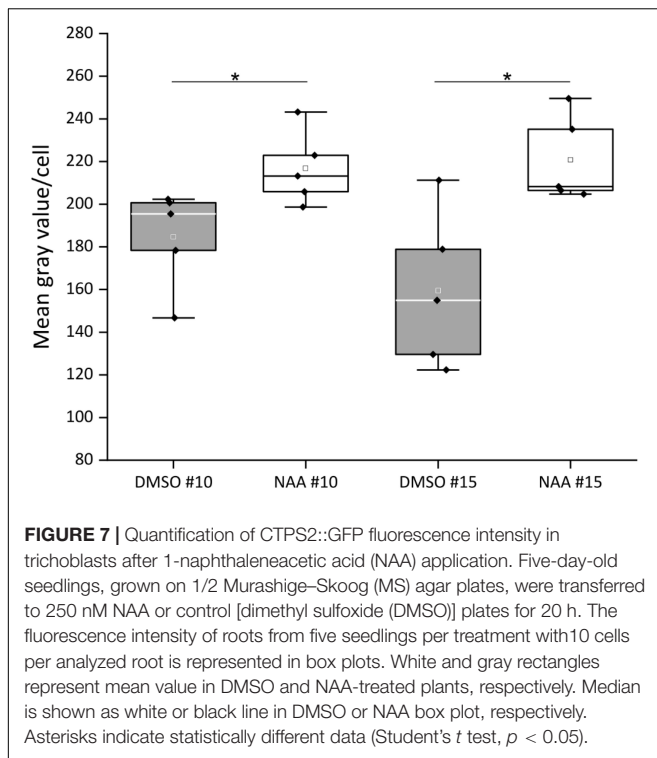 280
260
240
220
200
180
160
140
120
100
80
Mean gray value/cell
*
*
DMSO #10
NAA #10
DMSO #15
NAA #15
FIGURE 7 | Quantification of CTPS2::GFP fluorescence intensity in
trichoblasts after 1-naphthaleneacetic acid (NAA) application. Five-day-old
seedlings, grown on 1/2 Murashige–Skoog (MS) agar plates, were transferred
to 250 nM NAA or control [dimethyl sulfoxide (DMSO)] plates for 20 h. The
fluorescence intensity of roots from five seedlings per treatment with10 cells
per analyzed root is represented in box plots. White and gray rectangles
represent mean value in DMSO and NAA-treated plants, respectively. Median
is shown as white or black line in DMSO or NAA box plot, respectively.
Asterisks indicate statistically different data (Student's t test, p < 0.05).